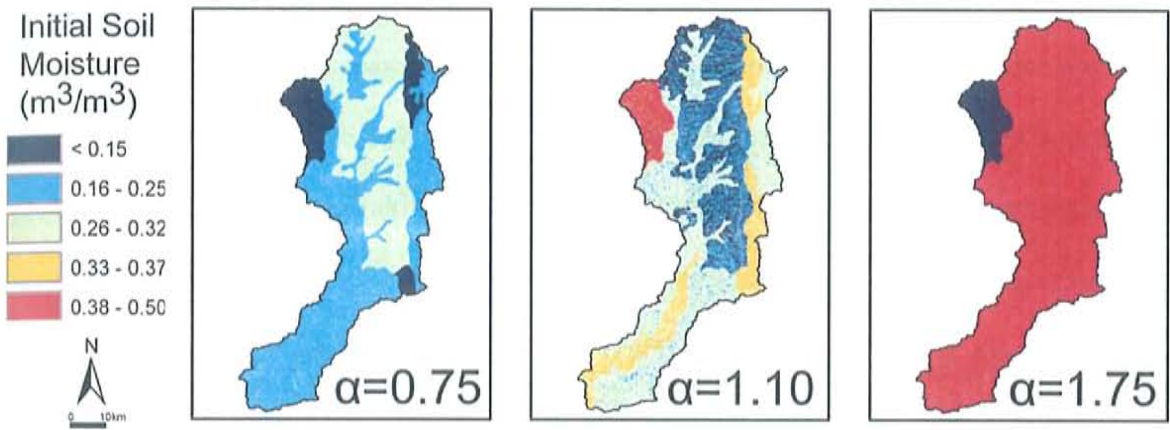 Initial Soil
Moisture
(m³/m³)
< 0.15
0.16 - 0.25
0.26 - 0.32
0.33 - 0.37
0.38 - 0.50
N
0 10km
α=0.75
α=1.10
α=1.75